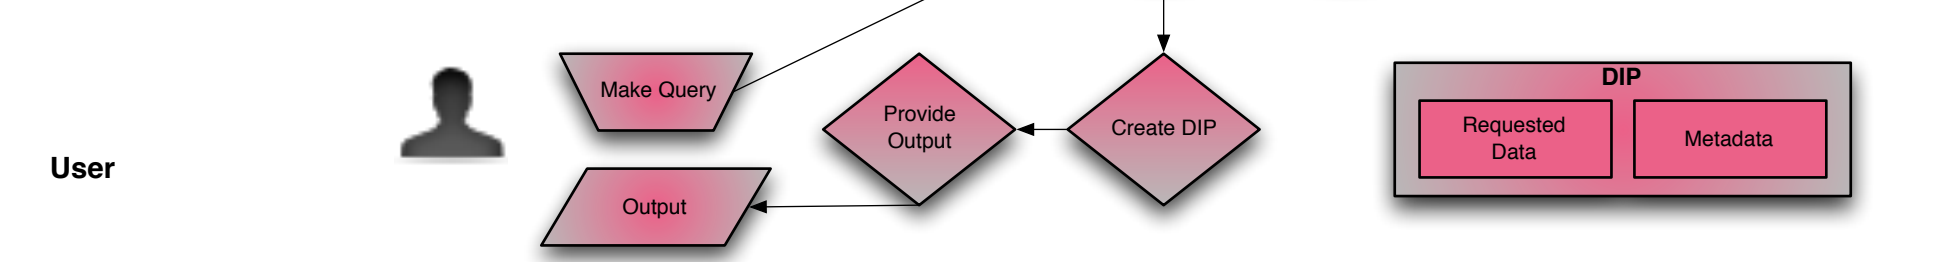 User
Make Query
Output
Provide
Output
Create DIP
DIP
Requested
Data
Metadata